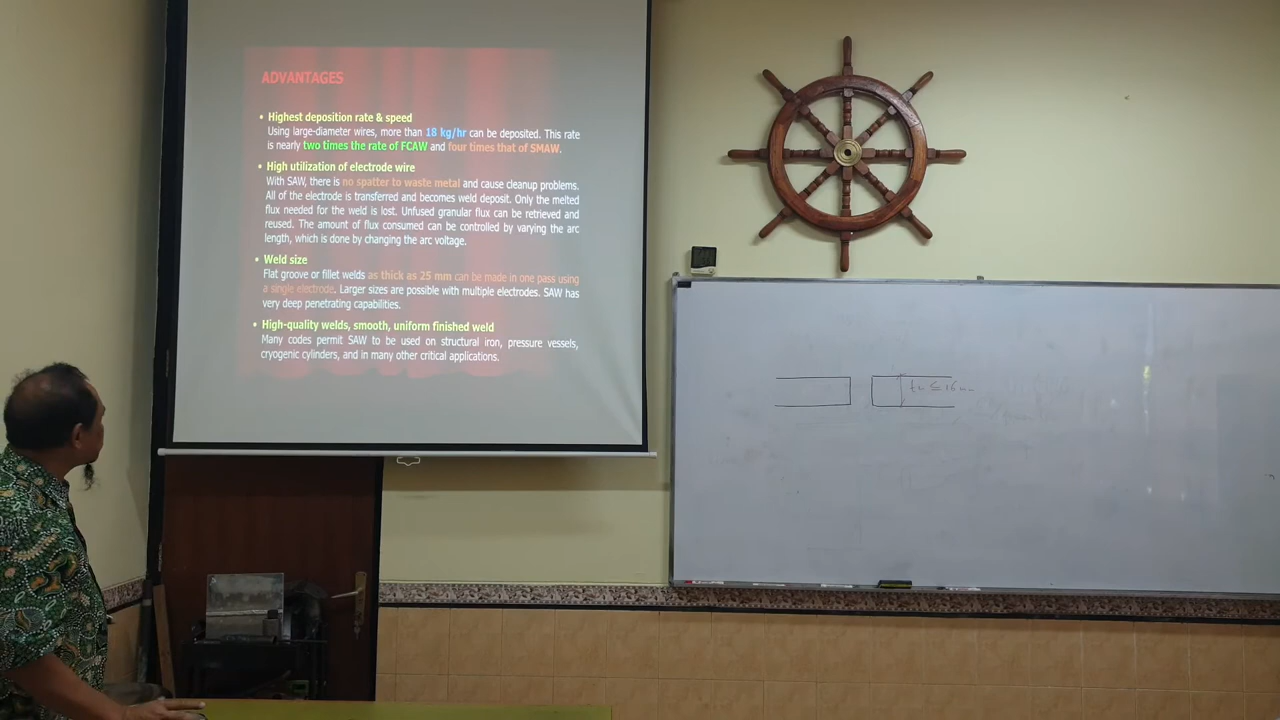 ADVANTAGES
• Highest deposition rate & speed
Using large-diameter wires, more than 18 kg/hr can be deposited. This rate
is nearly two times the rate of FCAW and four times that of SMAW.
• High utilization of electrode wire
With SAW, there is no spatter to waste metal and cause cleanup problems.
All of the electrode is transferred and becomes weld deposit. Only the melted
flux needed for the weld is lost. Unfused granular flux can be retrieved and
reused. The amount of flux consumed can be controlled by varying the arc
length, which is done by changing the arc voltage.
• Weld size
Flat groove or fillet welds as thick as 25 mm can be made in one pass using
a single electrode. Larger sizes are possible with multiple electrodes. SAW has
very deep penetrating capabilities.
• High-quality welds, smooth, uniform finished weld
Many codes permit SAW to be used on structural iron, pressure vessels,
cryogenic cylinders, and in many other critical applications.
≤ 16